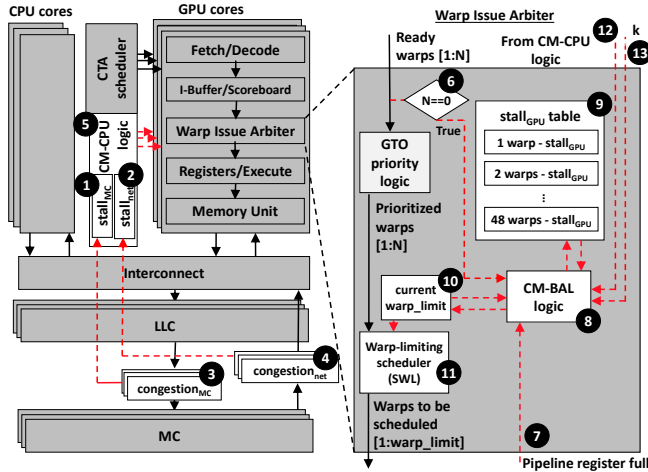 CPU cores
GPU cores
CTA
scheduler
5
CM-CPU
logic
1
2
stall_MC
stall_net
Fetch/Decode
I-Buffer/Scoreboard
Warp Issue Arbiter
Registers/Execute
Memory Unit
Interconnect
LLC
congestion_net
4
congestion_MC
3
MC
Warp Issue Arbiter
Ready
warps [1:N]
From CM-CPU
logic
12
k
13
6
N==0
True
GTO
priority
logic
9
stall_GPU table
1 warp - stall_GPU
2 warps - stall_GPU
...
48 warps - stall_GPU
Prioritized
warps
[1:N]
10
current
warp_limit
CM-BAL
logic
8
Warp-limiting
scheduler
(SWL)
11
Warps to be
scheduled
[1:warp_limit]
7
Pipeline register full